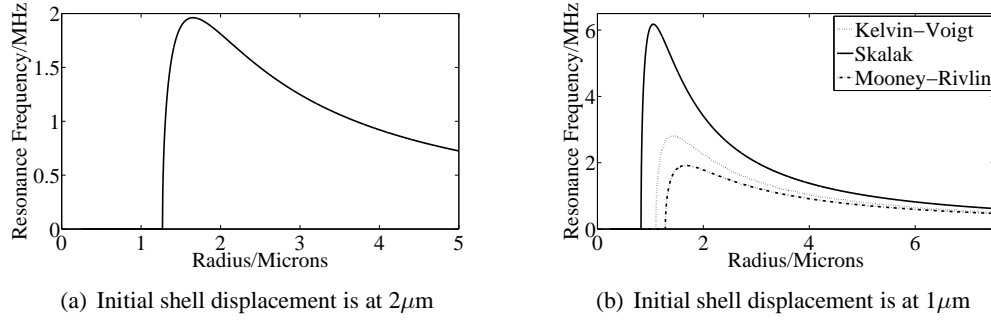 Resonance Frequency/MHz
2
1.5
1
0.5
0
0 1 2 3 4 5
Radius/Microns
(a) Initial shell displacement is at 2μm
Resonance Frequency/MHz
6
4
2
0
0 2 4 6
Radius/Microns
Kelvin−Voigt
Skalak
Mooney−Rivlin
(b) Initial shell displacement is at 1μm